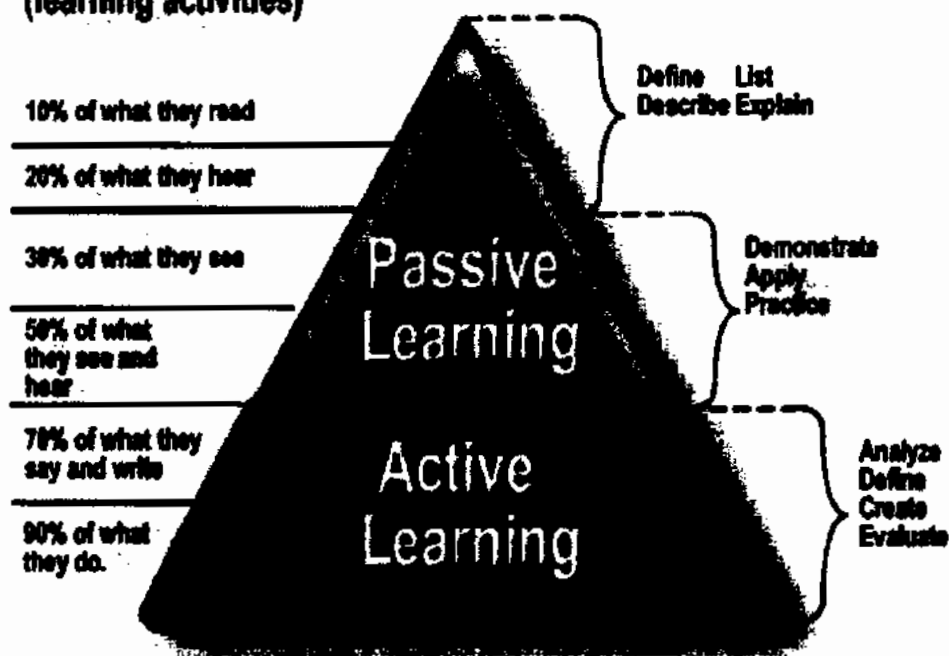 (learning activities)
10% of what they read
20% of what they hear
30% of what they see
50% of what
they see and
hear
70% of what they
say and write
90% of what
they do.
Passive
Learning
Active
Learning
Define List
Describe Explain
Demonstrate
Apply
Practice
Analyze
Define
Create
Evaluate